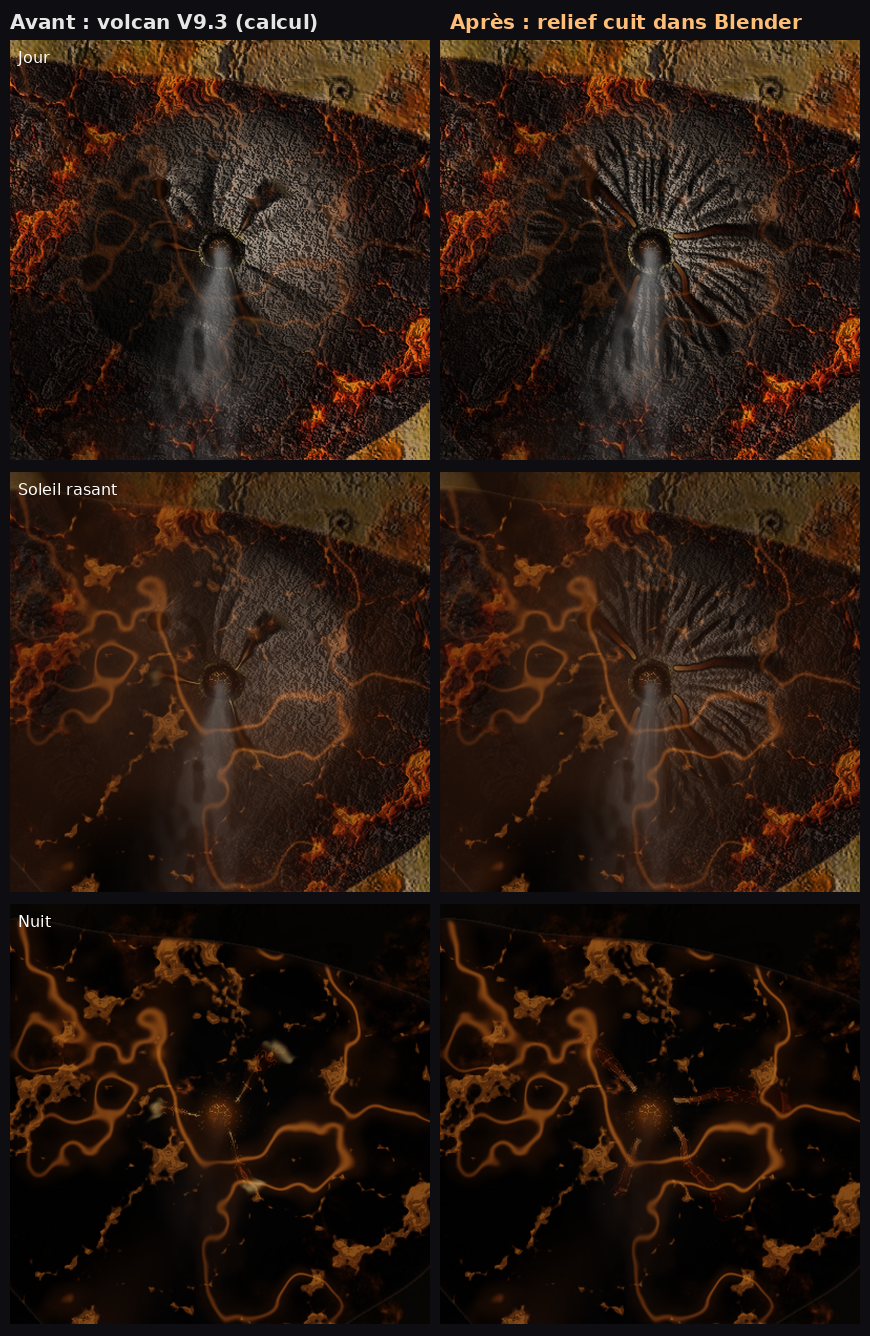 Avant : volcan V9.3 (calcul)
Après : relief cuit dans Blender
Jour
Soleil rasant
Nuit